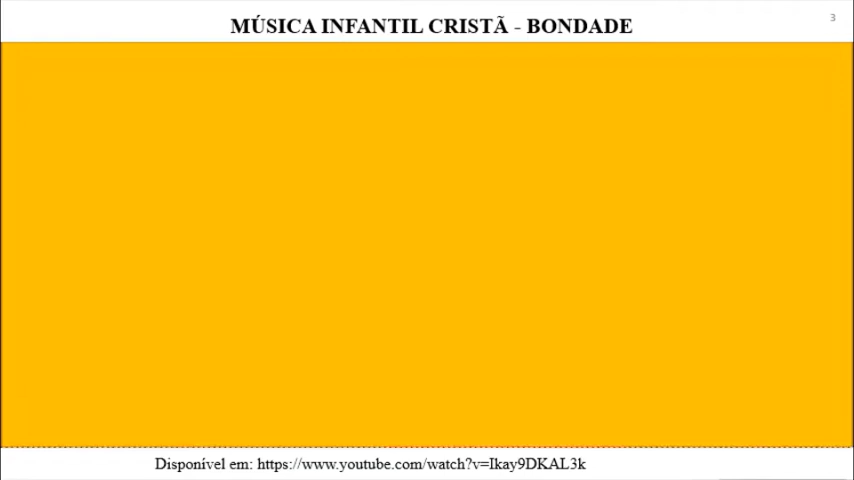 MÚSICA INFANTIL CRISTÃ - BONDADE
3
Disponível em: https://www.youtube.com/watch?v=Ikay9DKAL3k